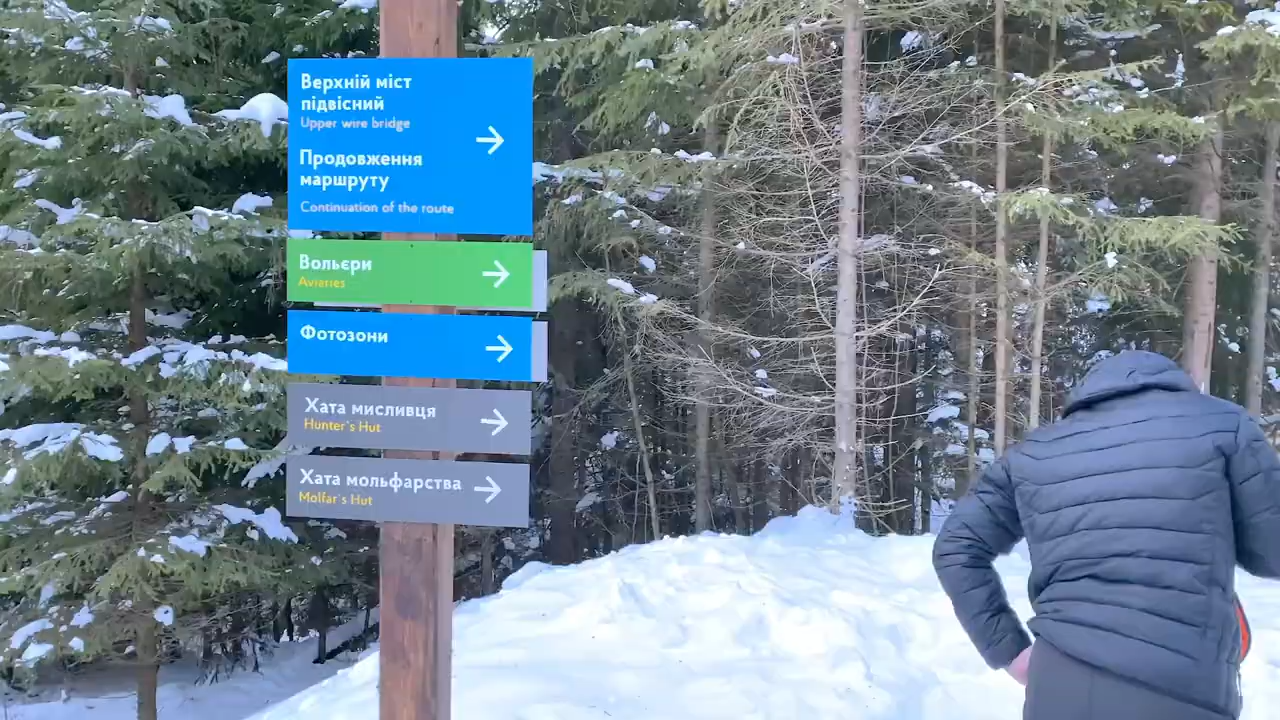 Верхній міст
підвісний
Upper wire bridge
Продовження
маршруту
Continuation of the route
Вольєри
Aviaries
Фотозони
Хата мисливця
Hunter's Hut
Хата мольфарства
Molfar's Hut